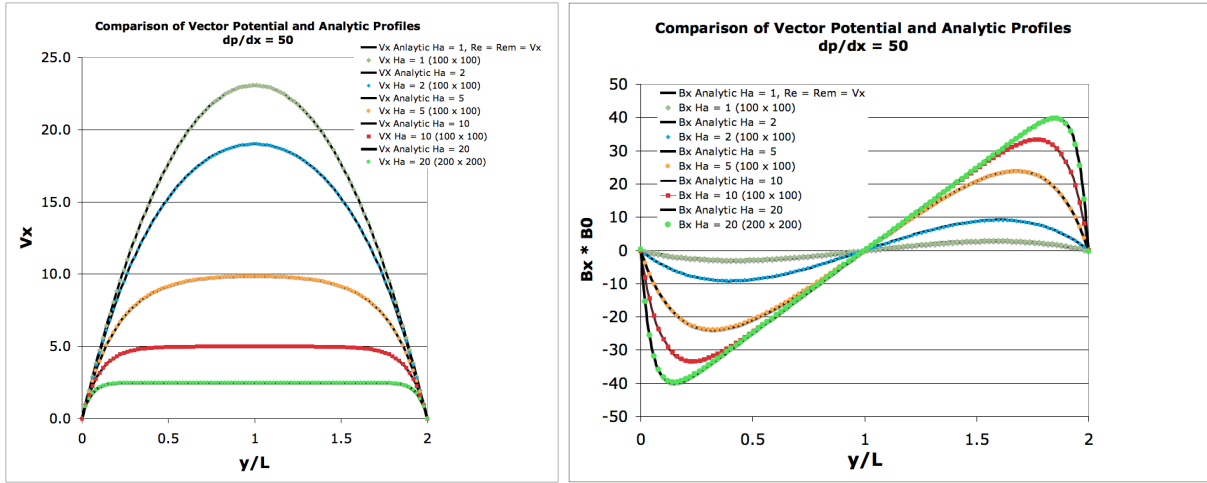 Comparison of Vector Potential and Analytic Profiles
dp/dx = 50
Vx Anlaytic Ha = 1, Re = Rem = Vx
Vx Ha = 1 (100 x 100)
VX Analytic Ha = 2
Vx Ha = 2 (100 x 100)
Vx Analytic Ha = 5
Vx Ha = 5 (100 x 100)
Vx Analytic Ha = 10
VX Ha = 10 (100 x 100)
Vx Analytic Ha = 20
Vx Ha = 20 (200 x 200)
25.0
20.0
15.0
10.0
5.0
0.0
Vx
0 0.5 1 1.5 2
y/L
Comparison of Vector Potential and Analytic Profiles
dp/dx = 50
Bx Analytic Ha = 1, Re = Rem = Vx
Bx Ha = 1 (100 x 100)
Bx Analytic Ha = 2
Bx Ha = 2 (100 x 100)
Bx Analytic Ha = 5
Bx Ha = 5 (100 x 100)
Bx Analytic Ha = 10
Bx Ha = 10 (100 x 100)
Bx Analytic Ha = 20
Bx Ha = 20 (200 x 200)
50
40
30
20
10
0
-10
-20
-30
-40
-50
Bx * B0
0 0.5 1 1.5 2
y/L